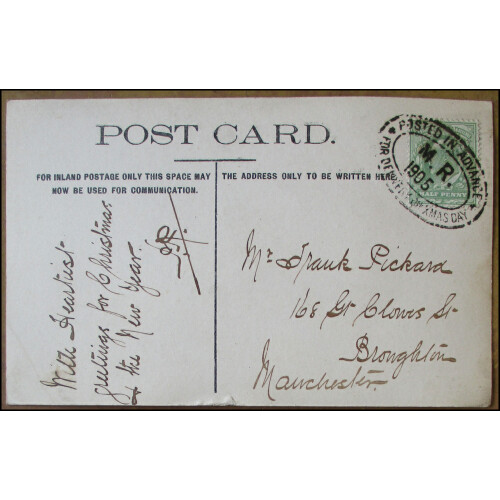 POST CARD.
FOR INLAND POSTAGE ONLY THIS SPACE MAY
NOW BE USED FOR COMMUNICATION.
THE ADDRESS ONLY TO BE WRITTEN HERE
With Heartiest
greetings for Christmas
& the New Year.
Mr Frank Pickard
168 Gt Clowes St
Broughton
Manchester
POSTED IN ADVANCE
FOR DELIVERY ON XMAS DAY
M.R.
1905
HALF PENNY